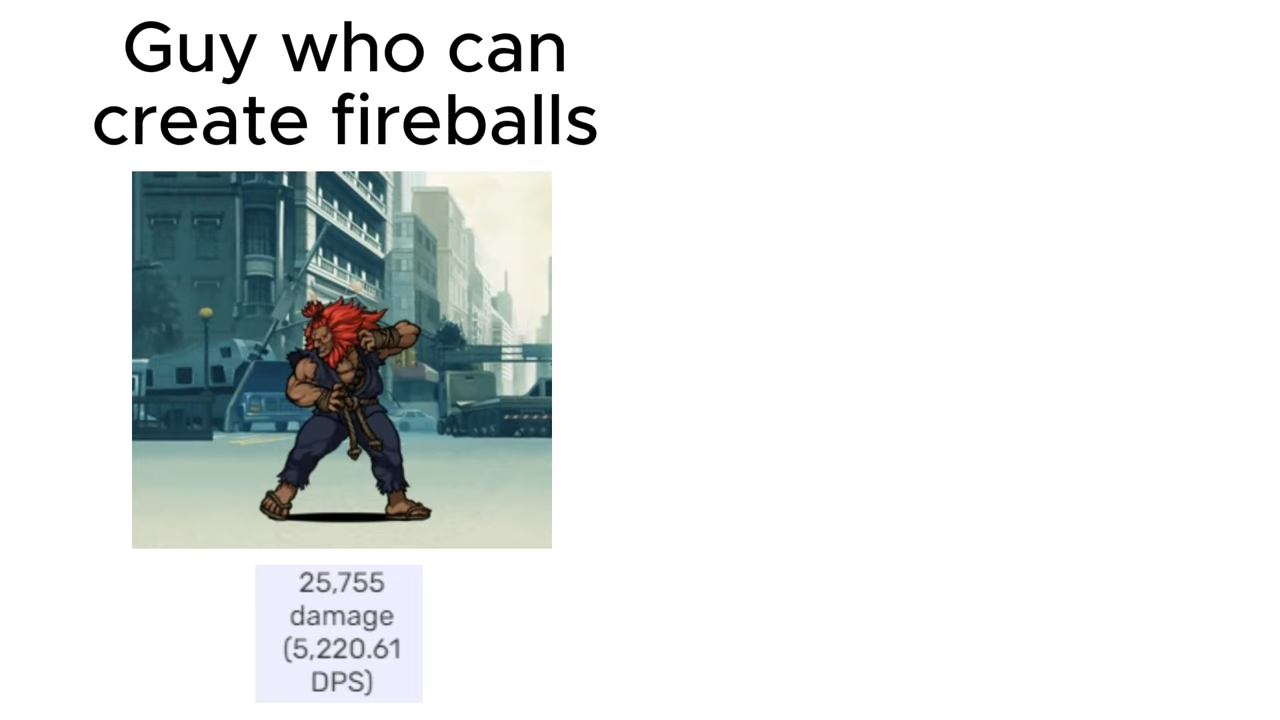 Guy who can
create fireballs
25,755
damage
(5,220.61
DPS)